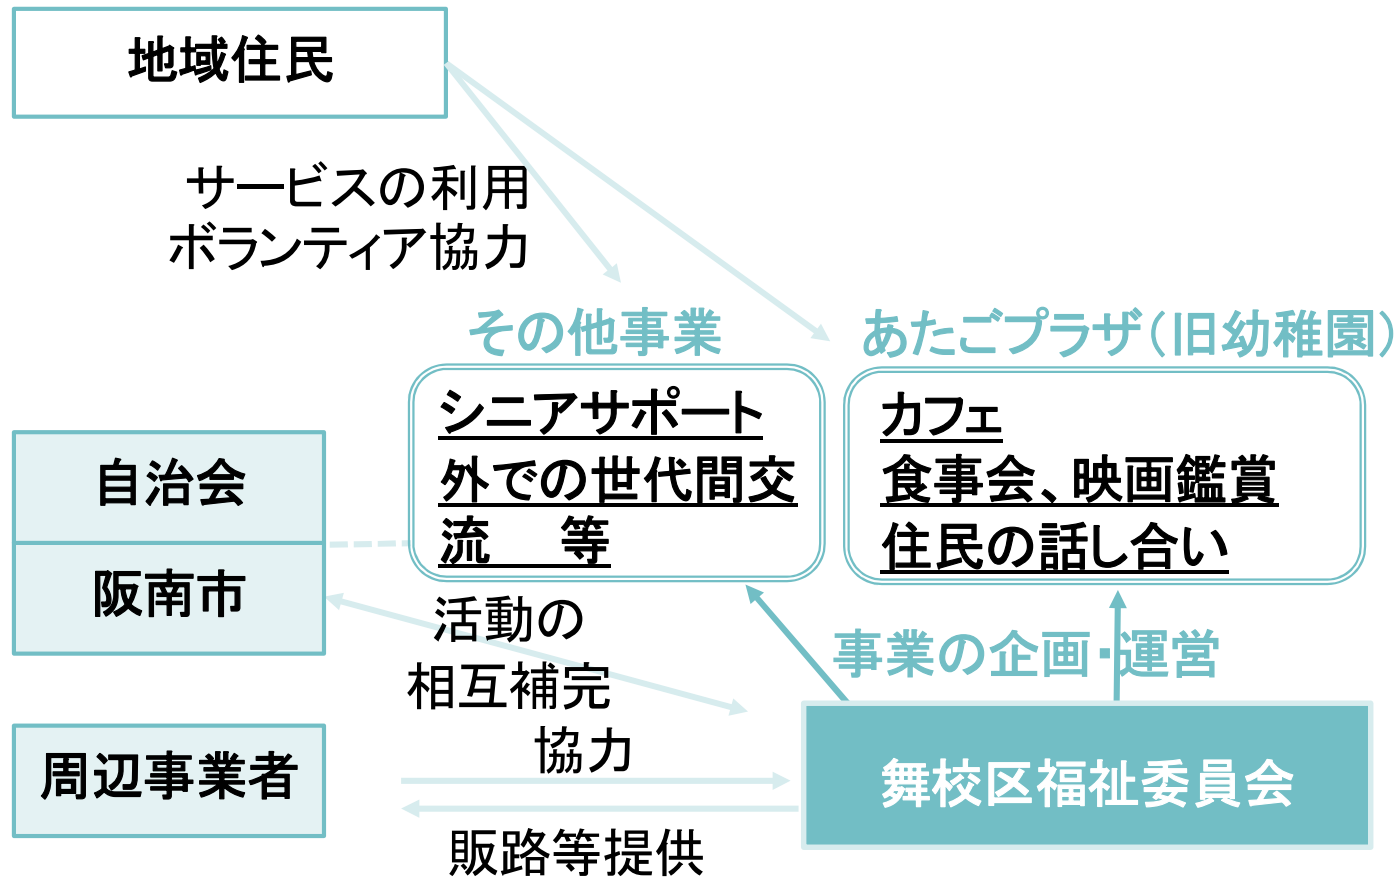 地域住民
サービスの利用
ボランティア協力
その他事業
あたごプラザ（旧幼稚園）
シニアサポート
外での世代間交
流　等
カフェ
食事会、映画鑑賞
住民の話し合い
自治会
阪南市
活動の
相互補完
事業の企画・運営
周辺事業者
協力
舞校区福祉委員会
販路等提供